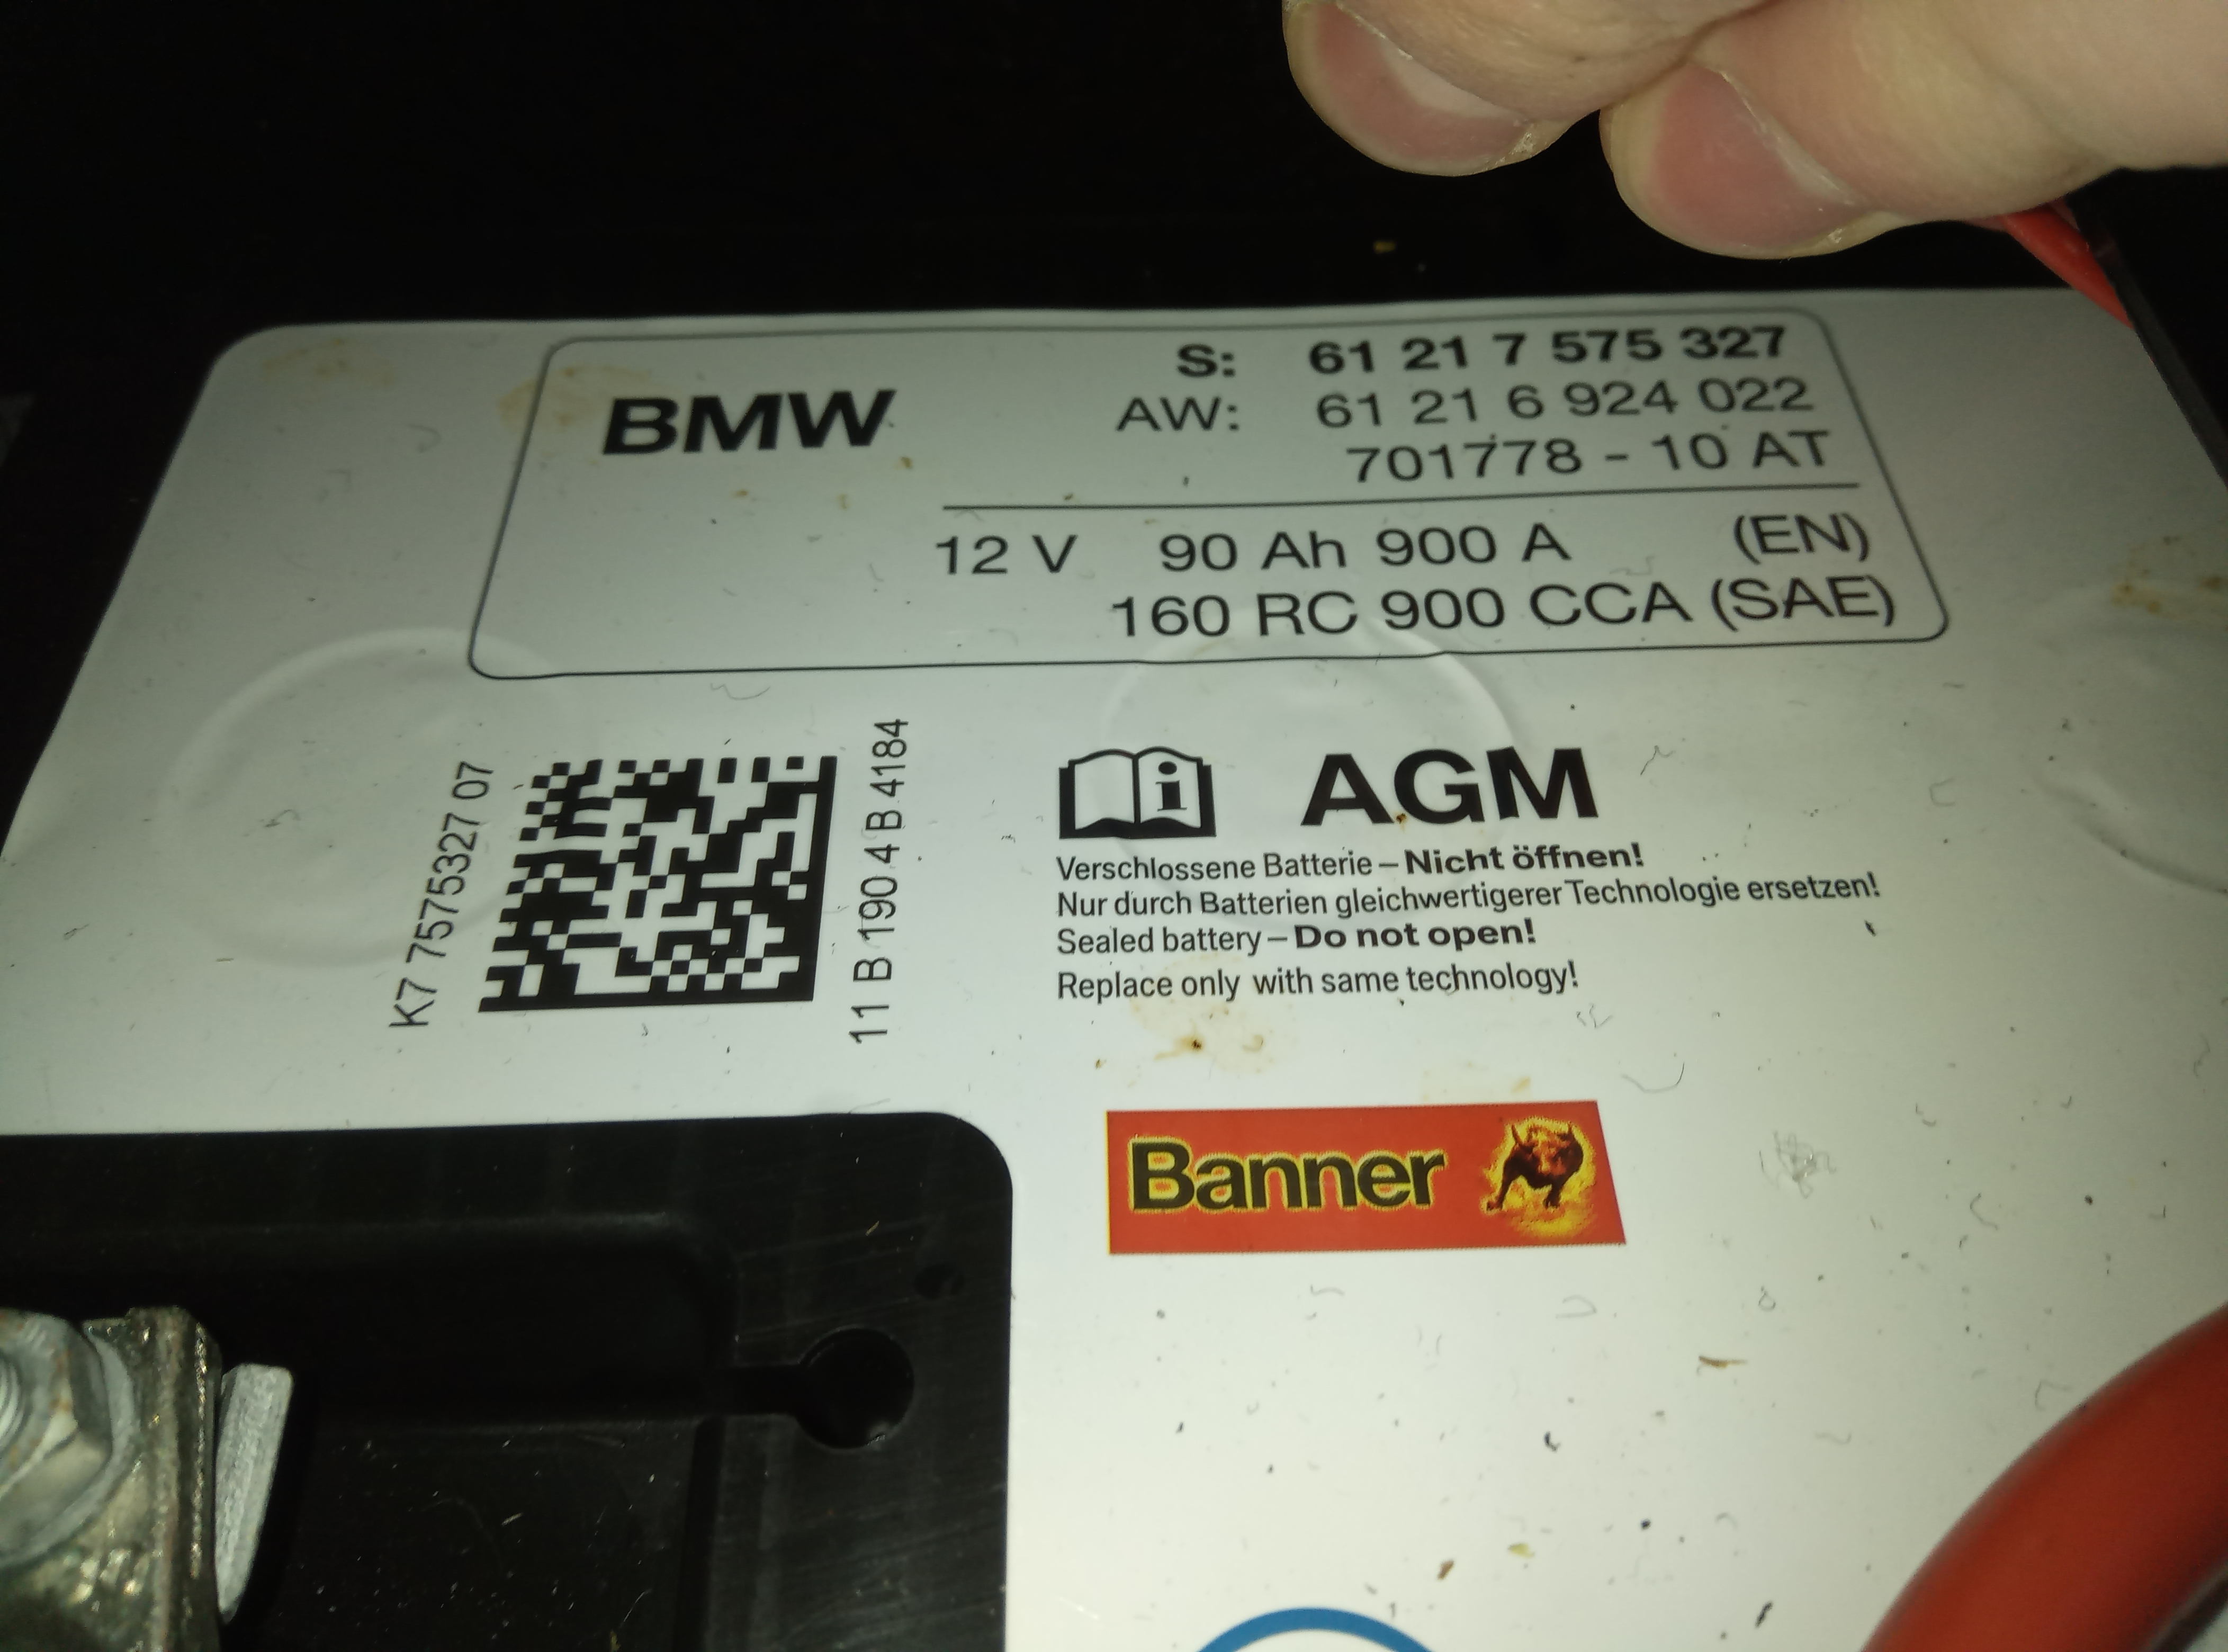 BMW
S: 61 21 7 575 327
AW: 61 21 6 924 022
701778 - 10 AT
12 V 90 Ah 900 A (EN)
160 RC 900 CCA (SAE)
K7 7575327 07
11 B 190 4 B 4184
AGM
Verschlossene Batterie – Nicht öffnen!
Nur durch Batterien gleichwertigerer Technologie ersetzen!
Sealed battery – Do not open!
Replace only with same technology!
Banner